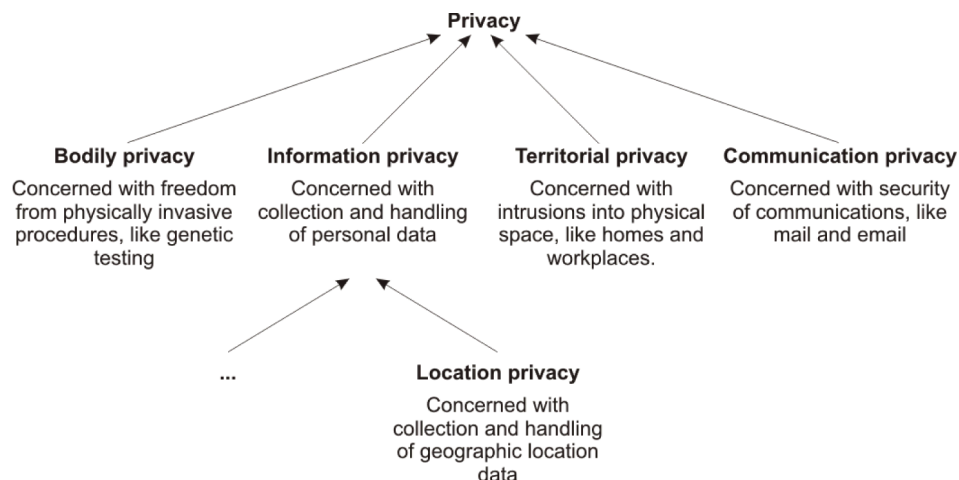 Privacy
Bodily privacy
Concerned with freedom
from physically invasive
procedures, like genetic
testing
Information privacy
Concerned with
collection and handling
of personal data
Territorial privacy
Concerned with
intrusions into physical
space, like homes and
workplaces.
Communication privacy
Concerned with security
of communications, like
mail and email
...
Location privacy
Concerned with
collection and handling
of geographic location
data